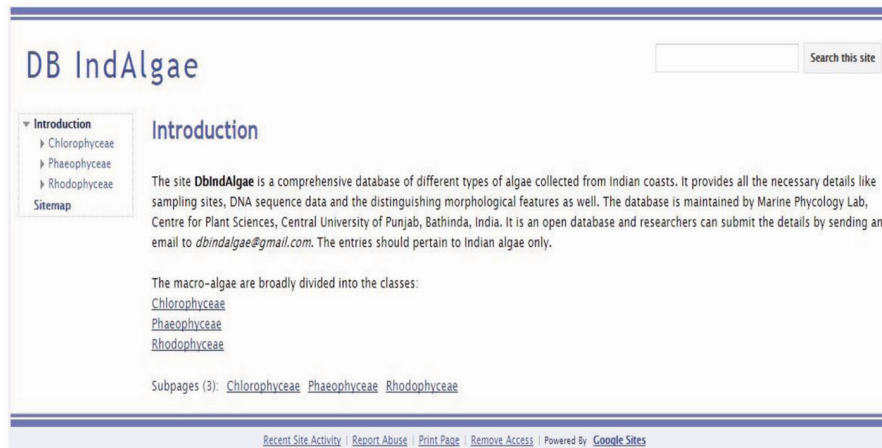 DB IndAlgae
Search this site
Introduction
Chlorophyceae
Phaeophyceae
Rhodophyceae
Sitemap
Introduction
The site DbIndAlgae is a comprehensive database of different types of algae collected from Indian coasts. It provides all the necessary details like
sampling sites, DNA sequence data and the distinguishing morphological features as well. The database is maintained by Marine Phycology Lab,
Centre for Plant Sciences, Central University of Punjab, Bathinda, India. It is an open database and researchers can submit the details by sending an
email to dbindalgae@gmail.com. The entries should pertain to Indian algae only.
The macro-algae are broadly divided into the classes:
Chlorophyceae
Phaeophyceae
Rhodophyceae
Subpages (3): Chlorophyceae Phaeophyceae Rhodophyceae
Recent Site Activity | Report Abuse | Print Page | Remove Access | Powered By Google Sites